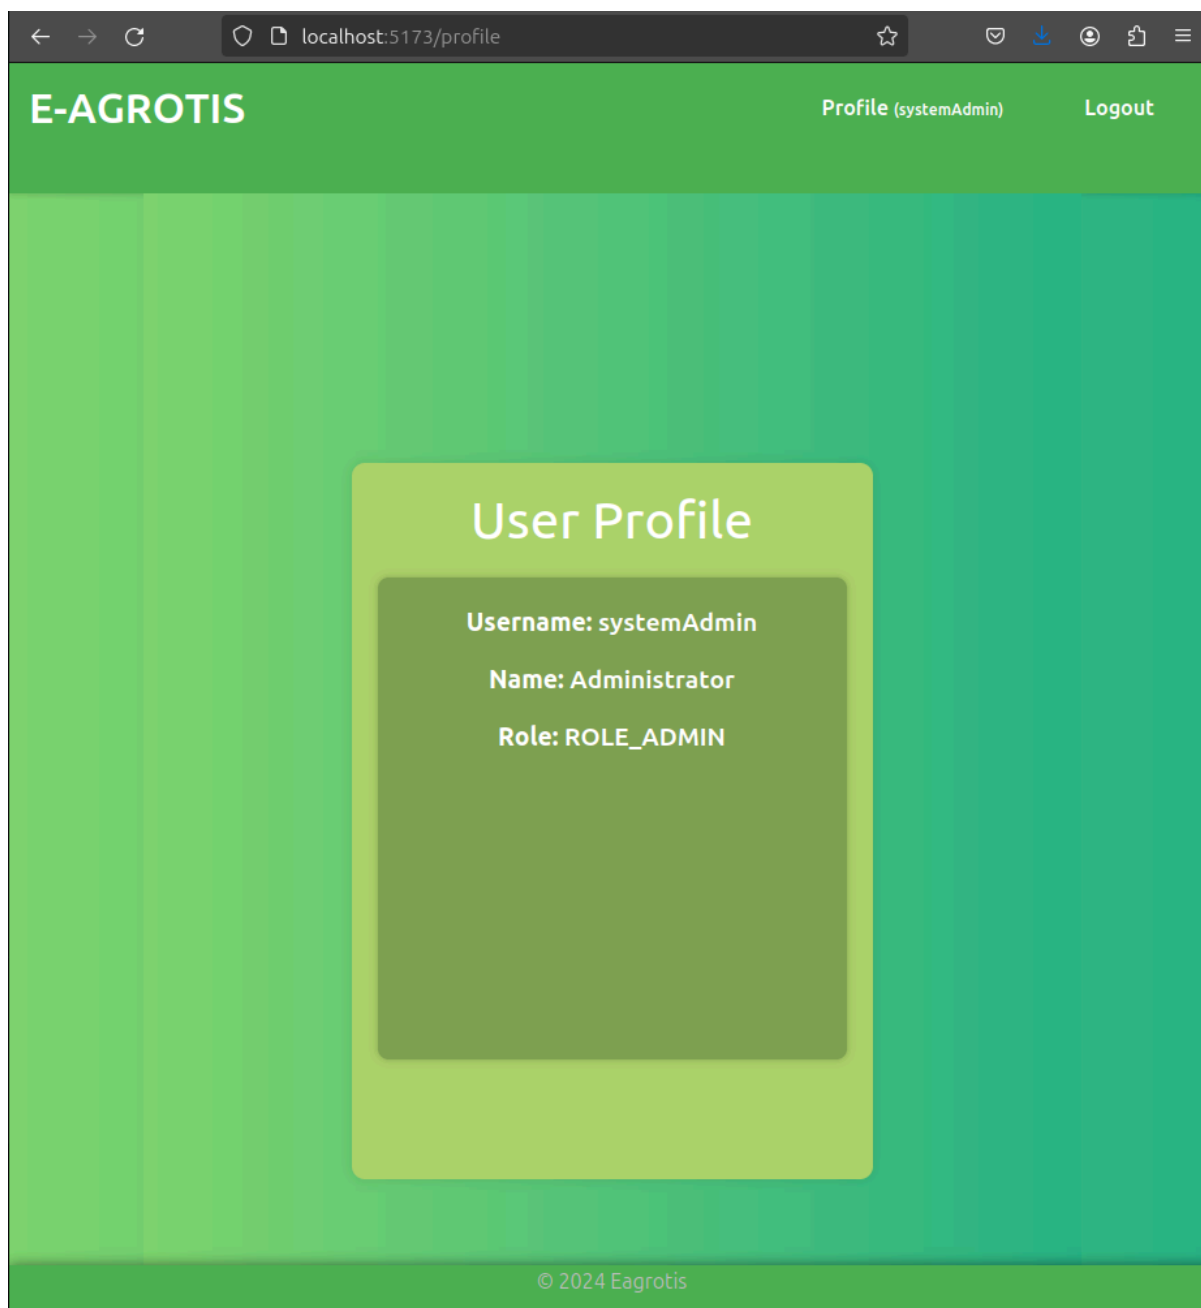 localhost:5173/profile
E-AGROTIS
Profile (systemAdmin)
Logout
User Profile
Username: systemAdmin
Name: Administrator
Role: ROLE_ADMIN
© 2024 Eagrotis